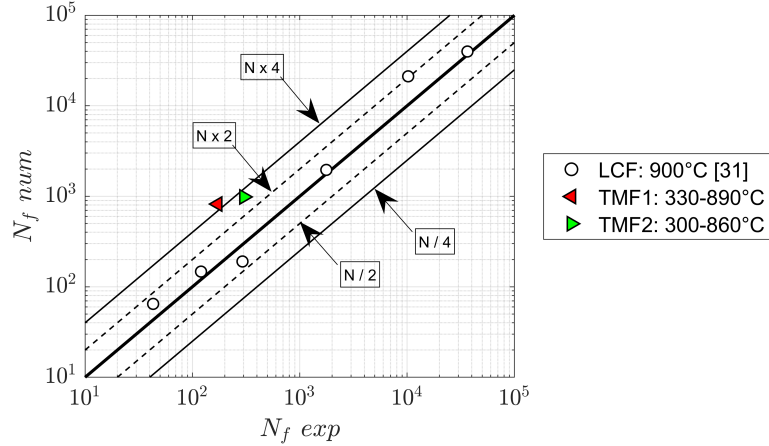 10^5
10^4
10^3
10^2
10^1
N_f num
N x 4
N x 2
N / 4
N / 2
10^1 10^2 10^3 10^4 10^5
N_f exp
LCF: 900°C [31]
TMF1: 330-890°C
TMF2: 300-860°C